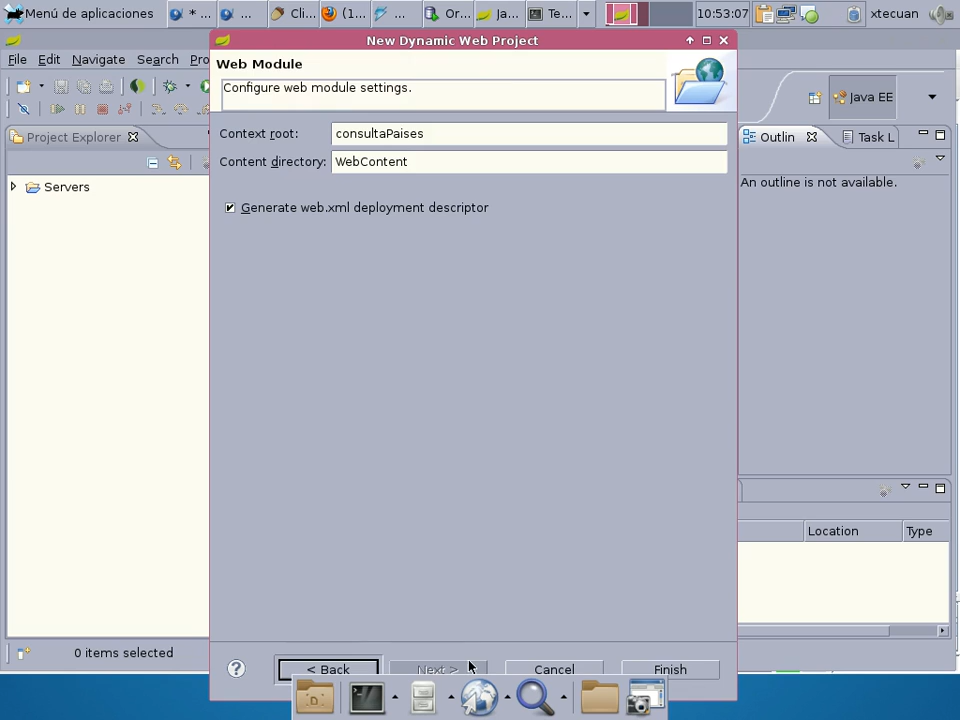 Menú de aplicaciones
* ...
...
Cli...
(1...
...
Or...
Ja...
Te...
10:53:07
xtecuan
New Dynamic Web Project
File Edit Navigate Search Pro
Web Module
Configure web module settings.
Java EE
Project Explorer
Context root: consultaPaises
Content directory: WebContent
Outlin
Task L
An outline is not available.
Servers
Generate web.xml deployment descriptor
Location Type
0 items selected
?
< Back
Next >
Cancel
Finish